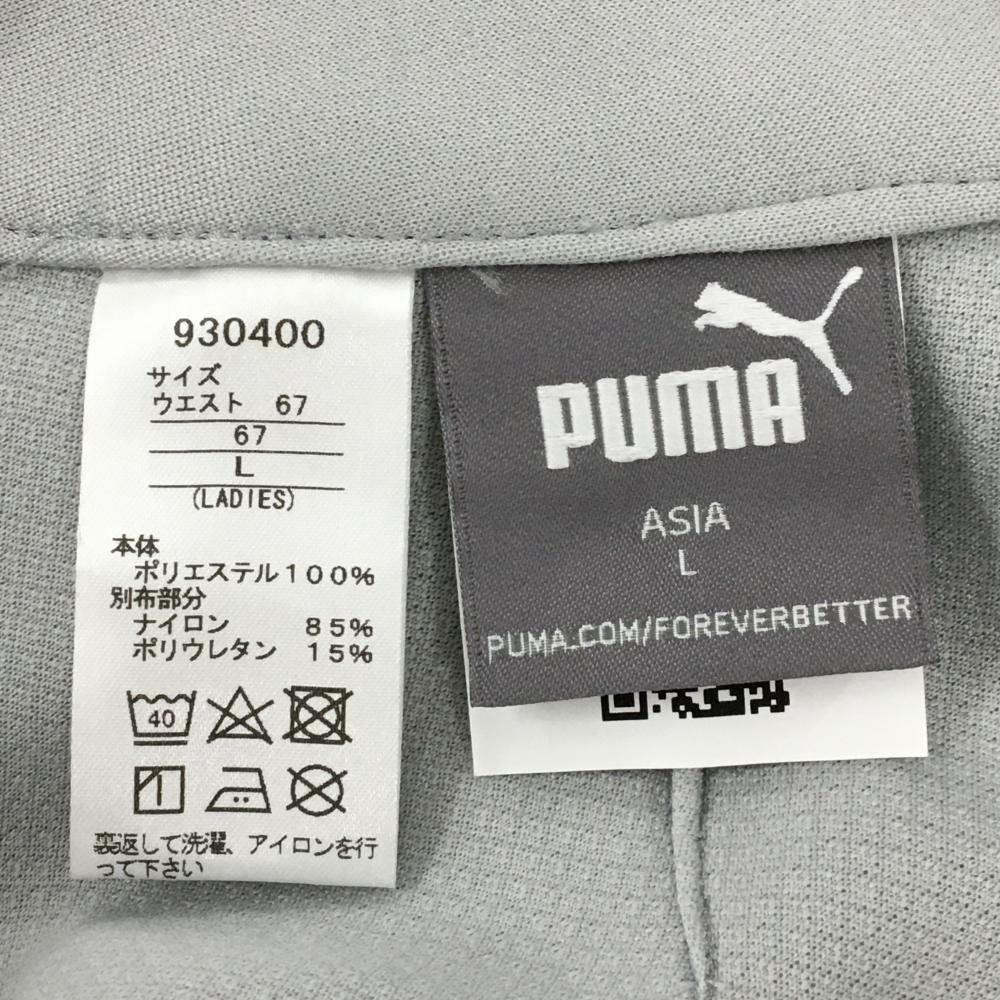 930400
サイズ
ウエスト 67
67
L
(LADIES)
本体
ポリエステル100%
別布部分
ナイロン 85%
ポリウレタン 15%
40
裏返して洗濯、アイロンを行
って下さい
PUMA
ASIA
L
PUMA.COM/FOREVERBETTER